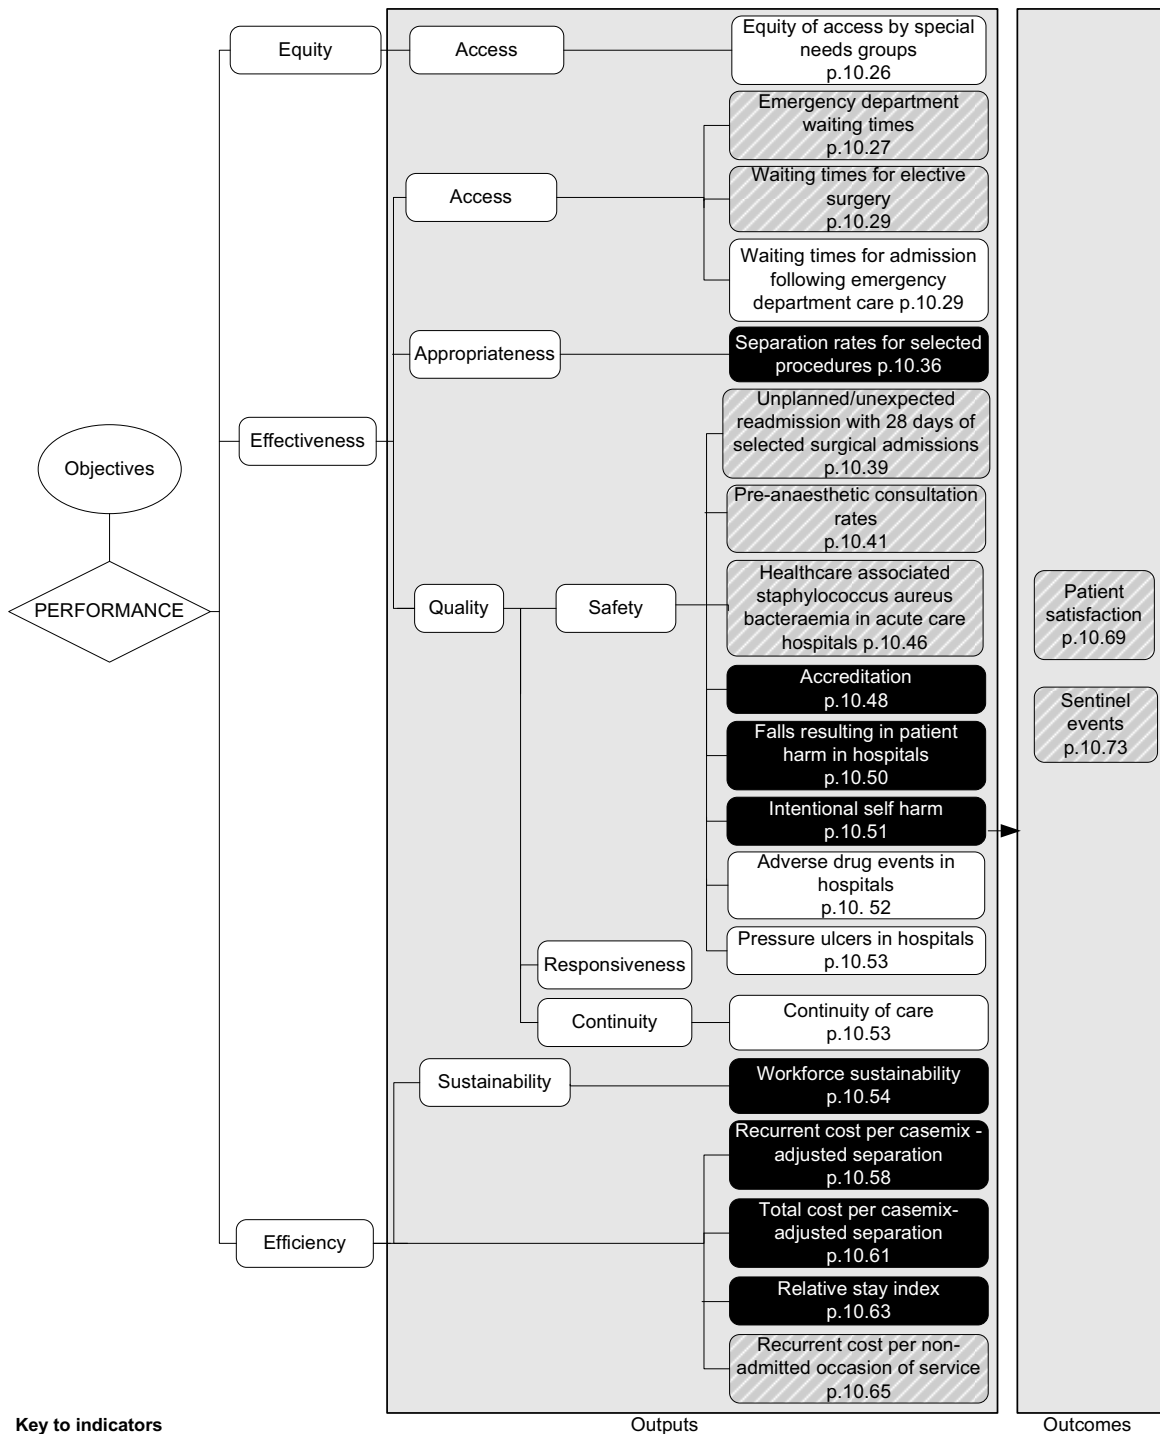 Equity
Access
Equity of access by special
needs groups
p.10.26
Emergency department
waiting times
p.10.27
Access
Waiting times for elective
surgery
p.10.29
Waiting times for admission
following emergency
department care p.10.29
Appropriateness
Separation rates for selected
procedures p.10.36
Objectives
Effectiveness
Unplanned/unexpected
readmission with 28 days of
selected surgical admissions
p.10.39
Pre-anaesthetic consultation
rates
p.10.41
PERFORMANCE
Quality
Safety
Healthcare associated
staphylococcus aureus
bacteraemia in acute care
hospitals p.10.46
Patient
satisfaction
p.10.69
Accreditation
p.10.48
Sentinel
events
p.10.73
Falls resulting in patient
harm in hospitals
p.10.50
Intentional self harm
p.10.51
Adverse drug events in
hospitals
p.10. 52
Pressure ulcers in hospitals
p.10.53
Responsiveness
Continuity
Continuity of care
p.10.53
Sustainability
Workforce sustainability
p.10.54
Recurrent cost per casemix -
adjusted separation
p.10.58
Efficiency
Total cost per casemix-
adjusted separation
p.10.61
Relative stay index
p.10.63
Recurrent cost per non-
admitted occasion of service
p.10.65
Key to indicators
Outputs
Outcomes